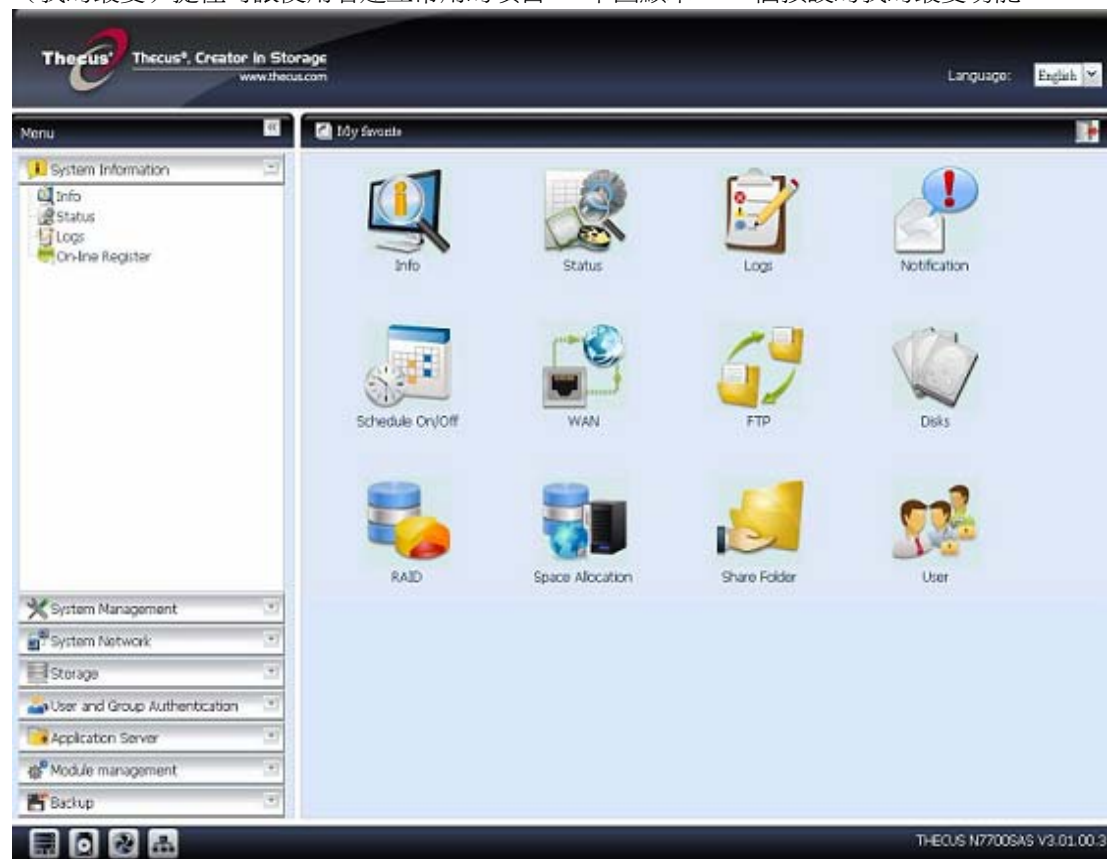 Thecus®
Thecus®, Creator in Storage
www.thecus.com
Language:
English
Menu
My favorite
System Information
Info
Status
Logs
On-line Register
Info
Status
Logs
Notification
Schedule On/Off
WAN
FTP
Disks
RAID
Space Allocation
Share Folder
User
System Management
System Network
Storage
User and Group Authentication
Application Server
Module management
Backup
THECUS N7700SAS V3.01.00.3